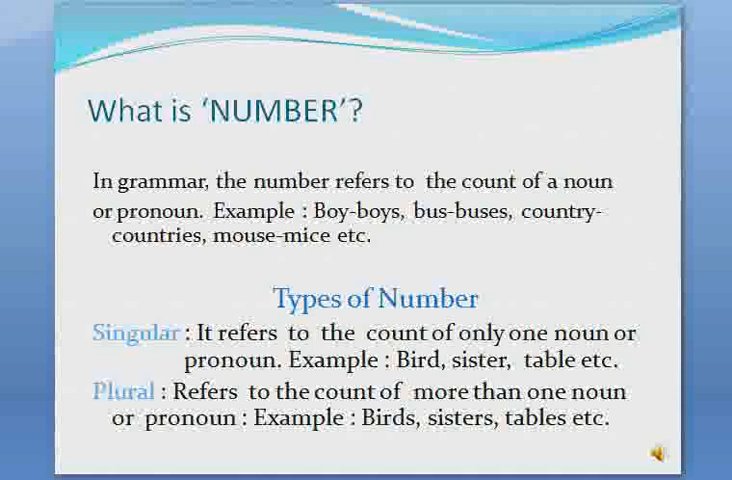 What is ‘NUMBER’?
In grammar, the number refers to the count of a noun
or pronoun. Example : Boy-boys, bus-buses, country-
countries, mouse-mice etc.
Types of Number
Singular : It refers to the count of only one noun or
pronoun. Example : Bird, sister, table etc.
Plural : Refers to the count of more than one noun
or pronoun : Example : Birds, sisters, tables etc.